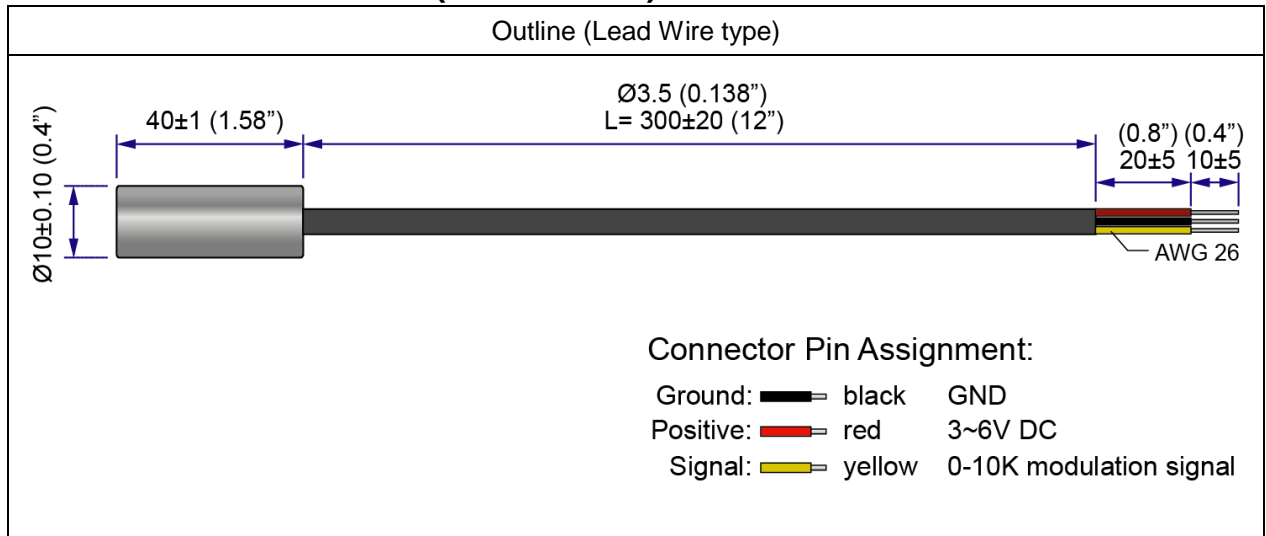 Outline (Lead Wire type)
Ø3.5 (0.138”)
40±1 (1.58”)
L= 300±20 (12”)
(0.8”) (0.4”)
20±5 10±5
Ø10±0.10 (0.4”)
AWG 26
Connector Pin Assignment:
Ground: black GND
Positive: red 3~6V DC
Signal: yellow 0-10K modulation signal